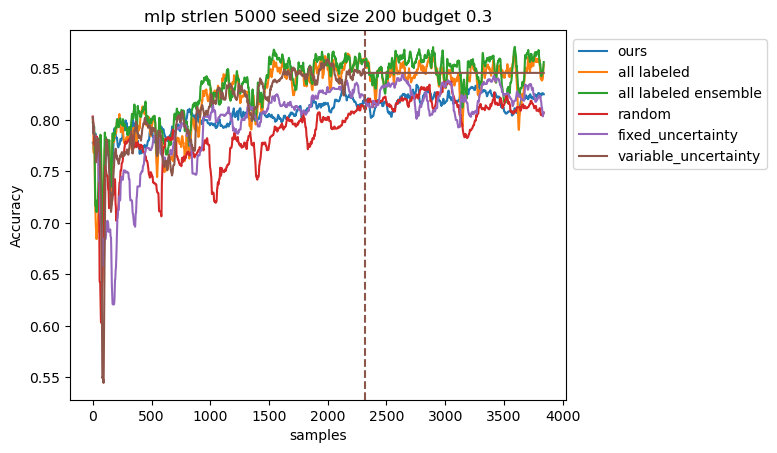 mlp strlen 5000 seed size 200 budget 0.3
0.85
0.80
0.75
0.70
0.65
0.60
0.55
Accuracy
0
500
1000
1500
2000
2500
3000
3500
4000
samples
ours
all labeled
all labeled ensemble
random
fixed_uncertainty
variable_uncertainty